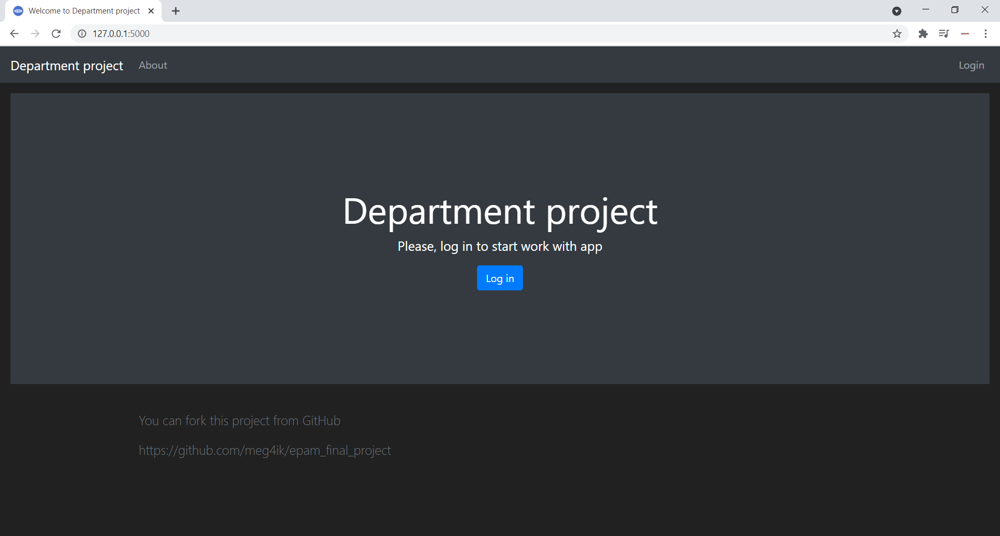 Welcome to Department project
127.0.0.1:5000
Department project About Login
Department project
Please, log in to start work with app
Log in
You can fork this project from GitHub
https://github.com/meg4ik/epam_final_project